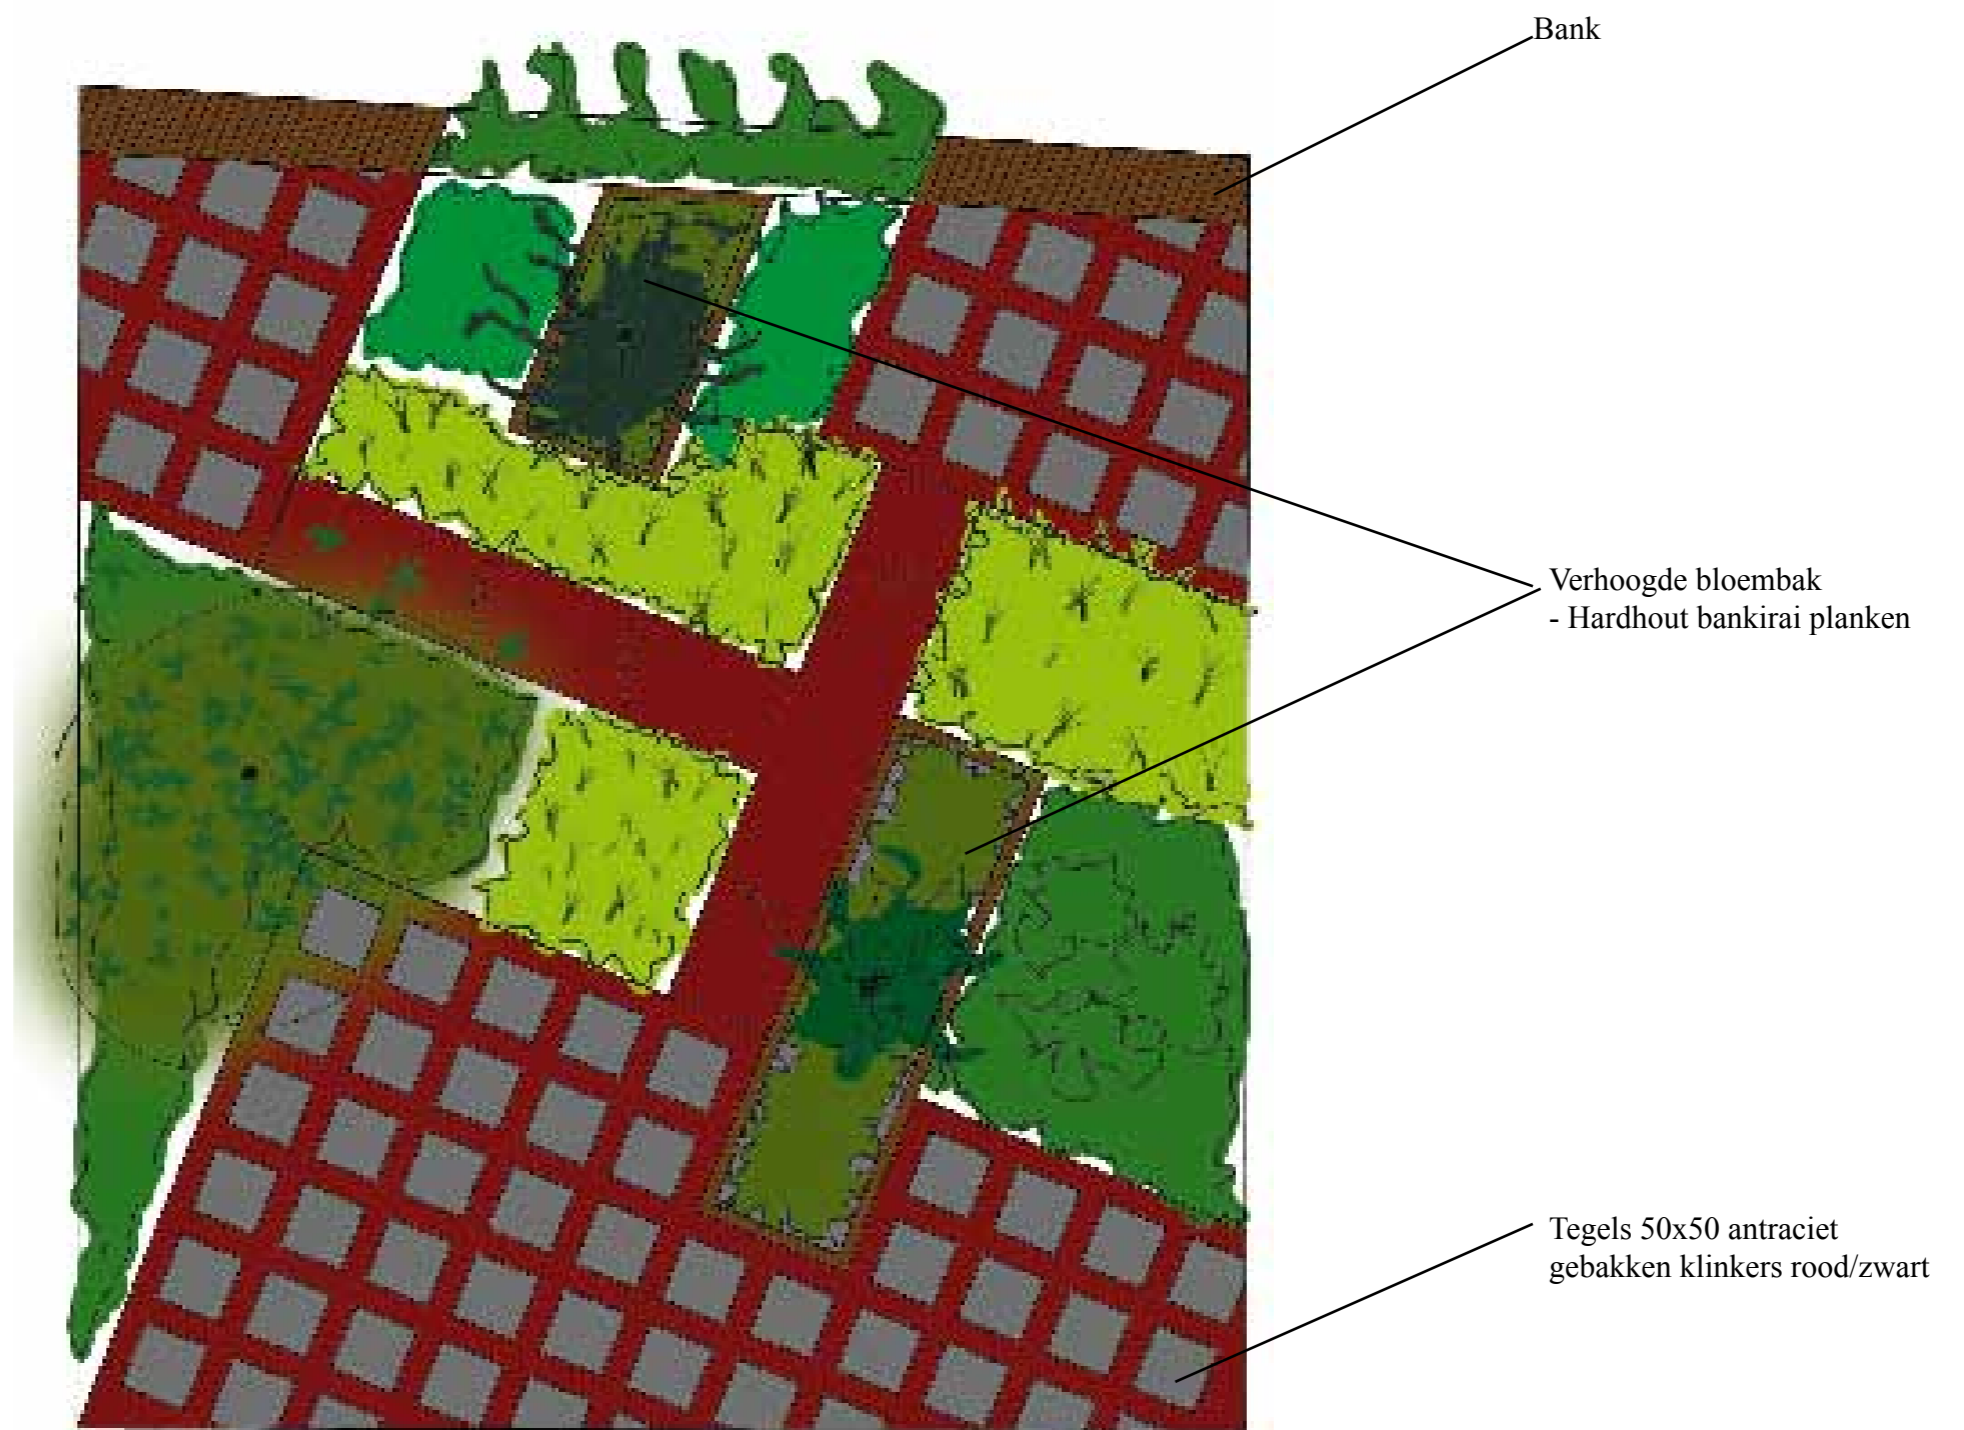 Bank
Verhoogde bloembak
- Hardhout bankirai planken
Tegels 50x50 antraciet
gebakken klinkers rood/zwart